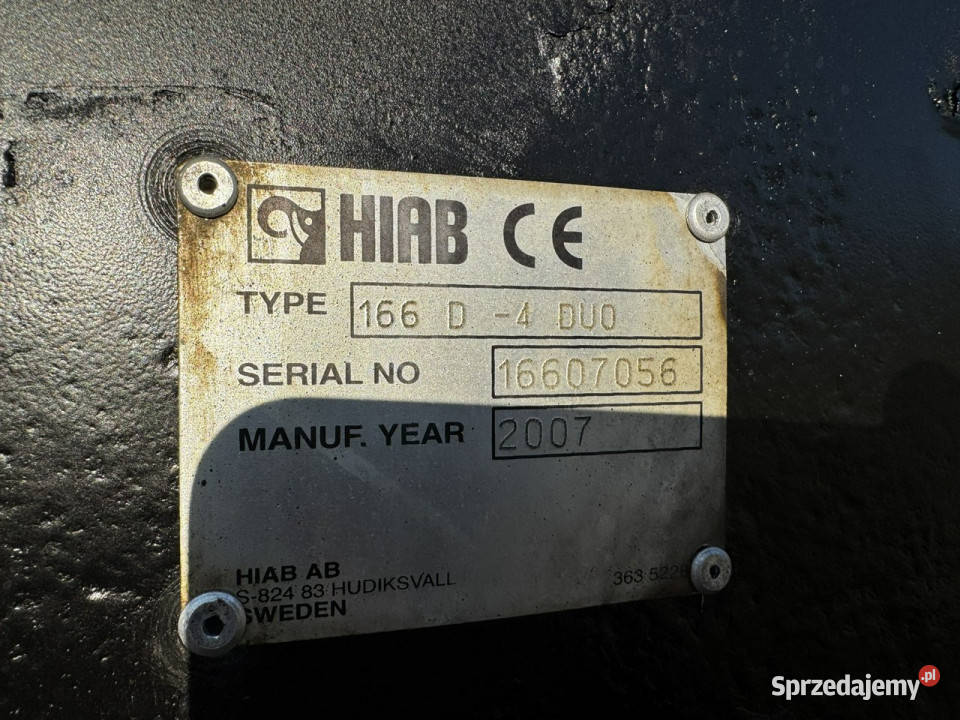 HIAB CE
TYPE 166 D -4 DUO
SERIAL NO 16607056
MANUF. YEAR 2007
HIAB AB
S-824 83 HUDIKSVALL
363 522
SWEDEN
Sprzedajemy.pl